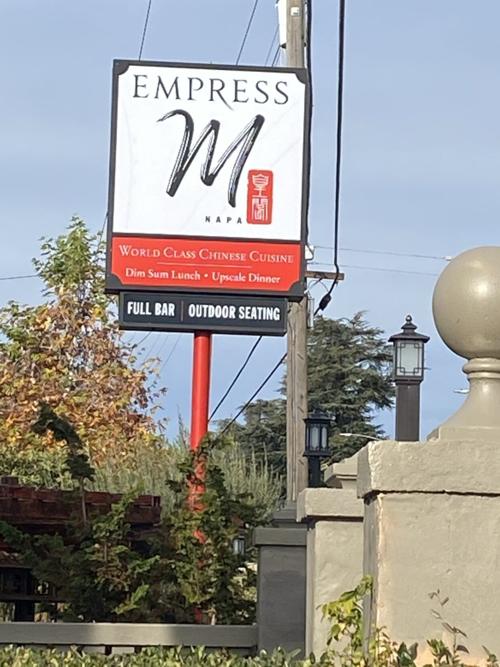 EMPRESS
M
NAPA
WORLD CLASS CHINESE CUISINE
Dim Sum Lunch • Upscale Dinner
FULL BAR | OUTDOOR SEATING